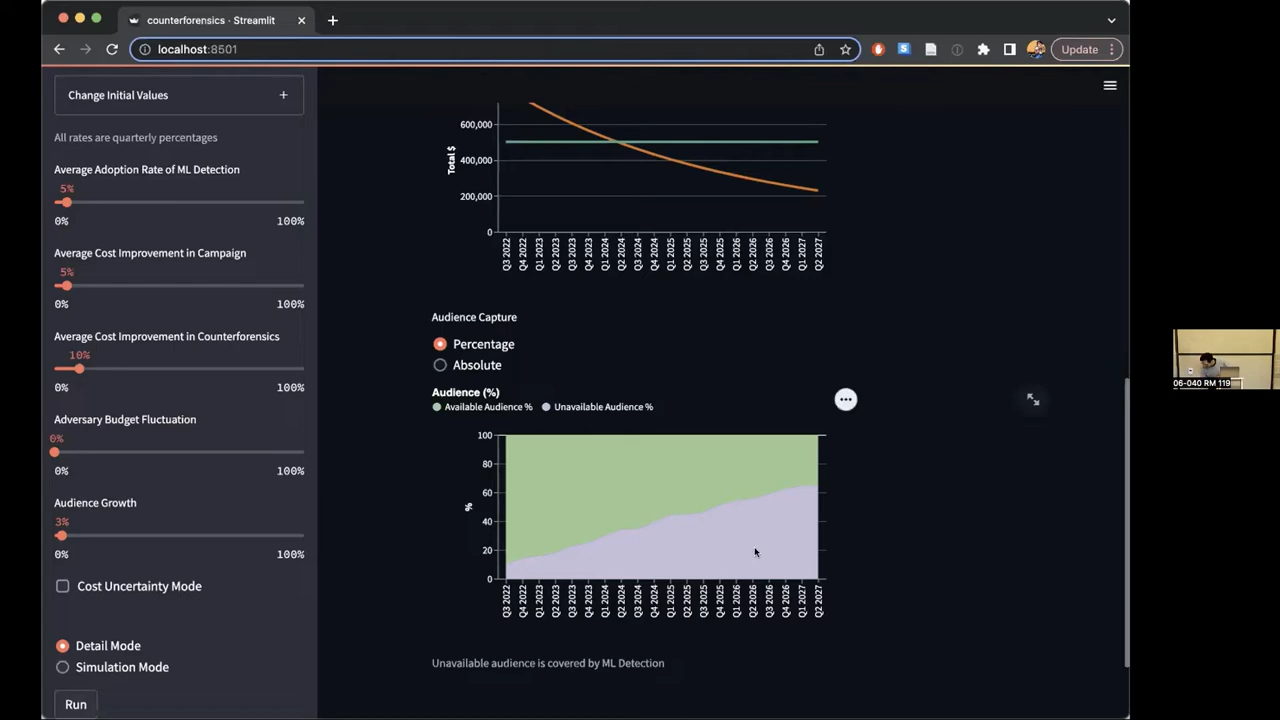 counterforensics · Streamlit
localhost:8501
Update
Change Initial Values +
All rates are quarterly percentages
Average Adoption Rate of ML Detection
5%
0% 100%
Average Cost Improvement in Campaign
5%
0% 100%
Average Cost Improvement in Counterforensics
10%
0% 100%
Adversary Budget Fluctuation
0%
0% 100%
Audience Growth
3%
0% 100%
Cost Uncertainty Mode
Detail Mode
Simulation Mode
Run
Total $
600,000
400,000
200,000
0
Q3 2022 Q4 2022 Q1 2023 Q2 2023 Q3 2023 Q4 2023 Q1 2024 Q2 2024 Q3 2024 Q4 2024 Q1 2025 Q2 2025 Q3 2025 Q4 2025 Q1 2026 Q2 2026 Q3 2026 Q4 2026 Q1 2027 Q2 2027
Audience Capture
Percentage
Absolute
Audience (%)
Available Audience % Unavailable Audience %
%
100
80
60
40
20
0
Q3 2022 Q4 2022 Q1 2023 Q2 2023 Q3 2023 Q4 2023 Q1 2024 Q2 2024 Q3 2024 Q4 2024 Q1 2025 Q2 2025 Q3 2025 Q4 2025 Q1 2026 Q2 2026 Q3 2026 Q4 2026 Q1 2027 Q2 2027
Unavailable audience is covered by ML Detection
06-040 RM 119